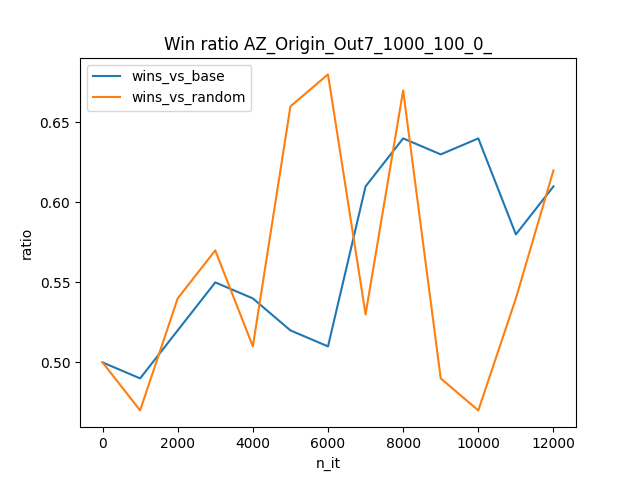 Win ratio AZ_Origin_Out7_1000_100_0_
wins_vs_base
wins_vs_random
0.65
0.60
0.55
0.50
ratio
0 2000 4000 6000 8000 10000 12000
n_it